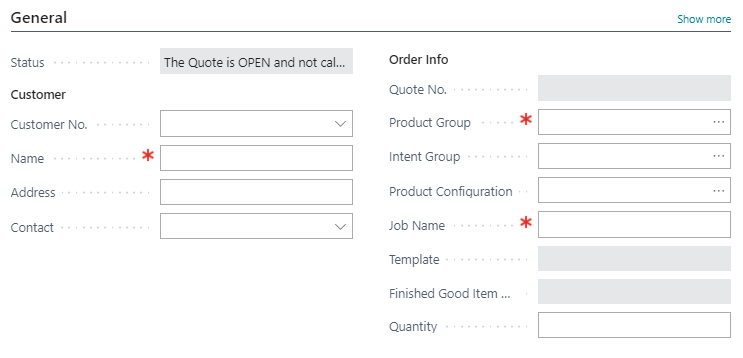 General
Show more
Status
The Quote is OPEN and not cal...
Customer
Customer No.
Name
Address
Contact
Order Info
Quote No.
Product Group
Intent Group
Product Configuration
Job Name
Template
Finished Good Item ...
Quantity